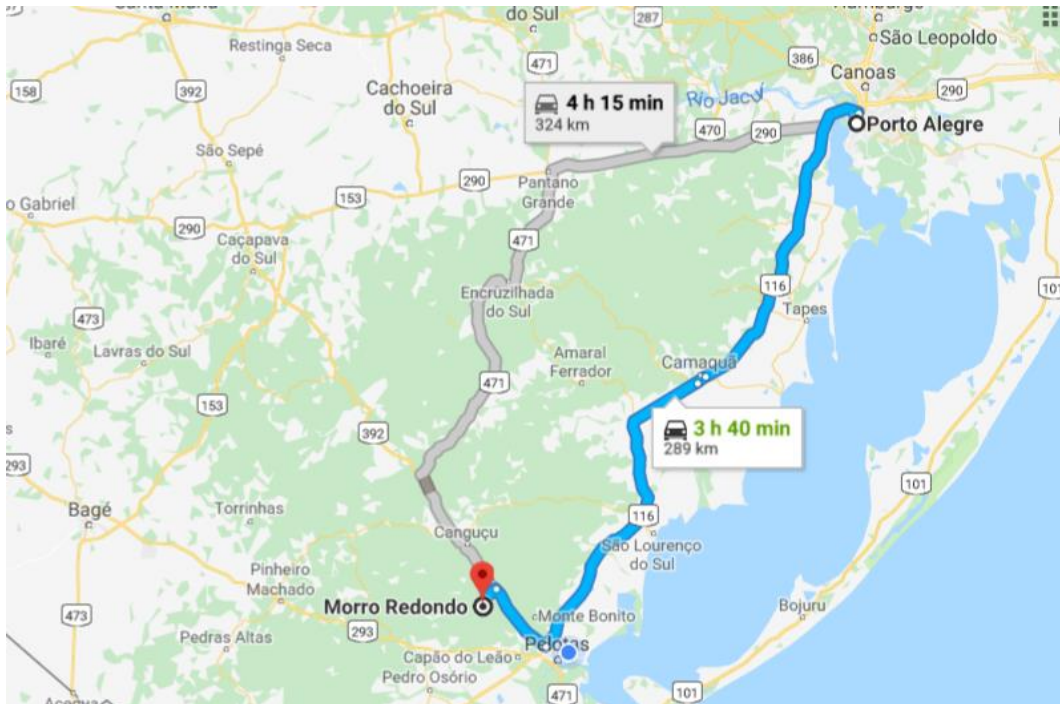 do Sul
287
São Leopoldo
Restinga Seca
471
386
Canoas
158
392
Cachoeira
do Sul
4 h 15 min
324 km
Rio Jacuí
290
470
290
Porto Alegre
São Sepé
290
Pantano
Grande
153
o Gabriel
290
Caçapava
do Sul
471
116
101
Encruzilhada
do Sul
Tapes
473
Ibaré
Lavras do Sul
Amaral
Ferrador
Camaquã
471
153
392
3 h 40 min
289 km
293
101
Bagé
Torrinhas
116
Canguçu
São Lourenço
do Sul
Pinheiro
Machado
Morro Redondo
Monte Bonito
Bojuru
473
293
Pedras Altas
Capão do Leão
Pelotas
Pedro Osório
471
101